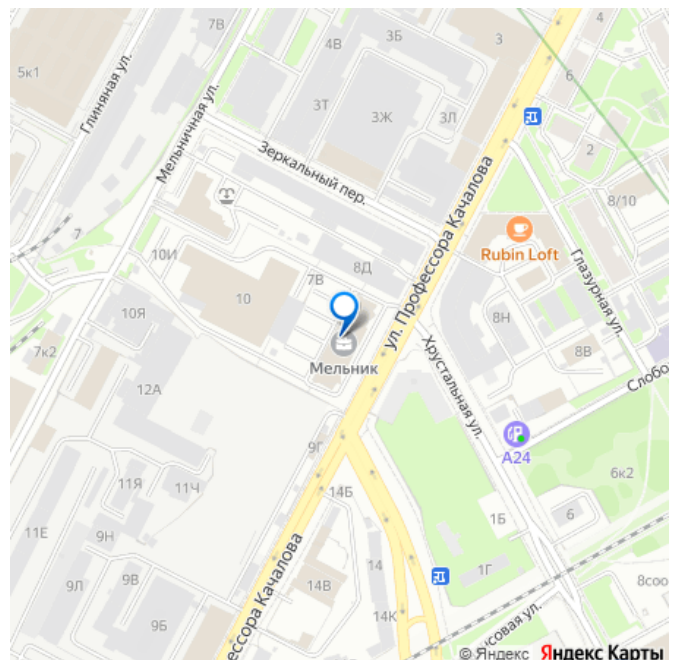 7В
4В
3Б
3
4
5к1
Глиняная ул.
Мельничная ул.
3Т
3Ж
3Л
6
2
Зеркальный пер.
ул. Профессора Качалова
8/10
Rubin Loft
Глазурная ул.
7
10И
7В
8Д
10
8Н
10Я
Мельник
Хрустальная ул.
8В
7к2
12А
Слобо
А24
9Г
6к2
11Я
11Ч
14Б
1Б
6
11Е
9Н
ессора Качалова
14
1Г
9Л
9В
14В
8соо
9Б
14К
совая ул.
© Яндекс Яндекс Карты